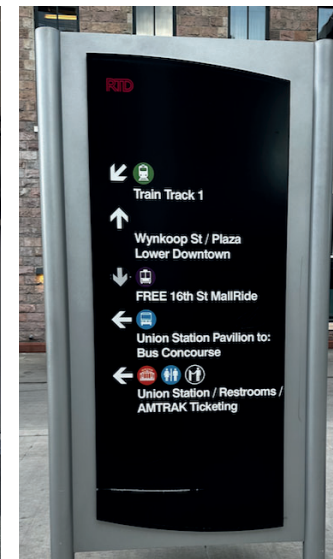 RTD
Train Track 1
Wynkoop St / Plaza
Lower Downtown
FREE 16th St MallRide
Union Station Pavilion to:
Bus Concourse
Union Station / Restrooms /
AMTRAK Ticketing